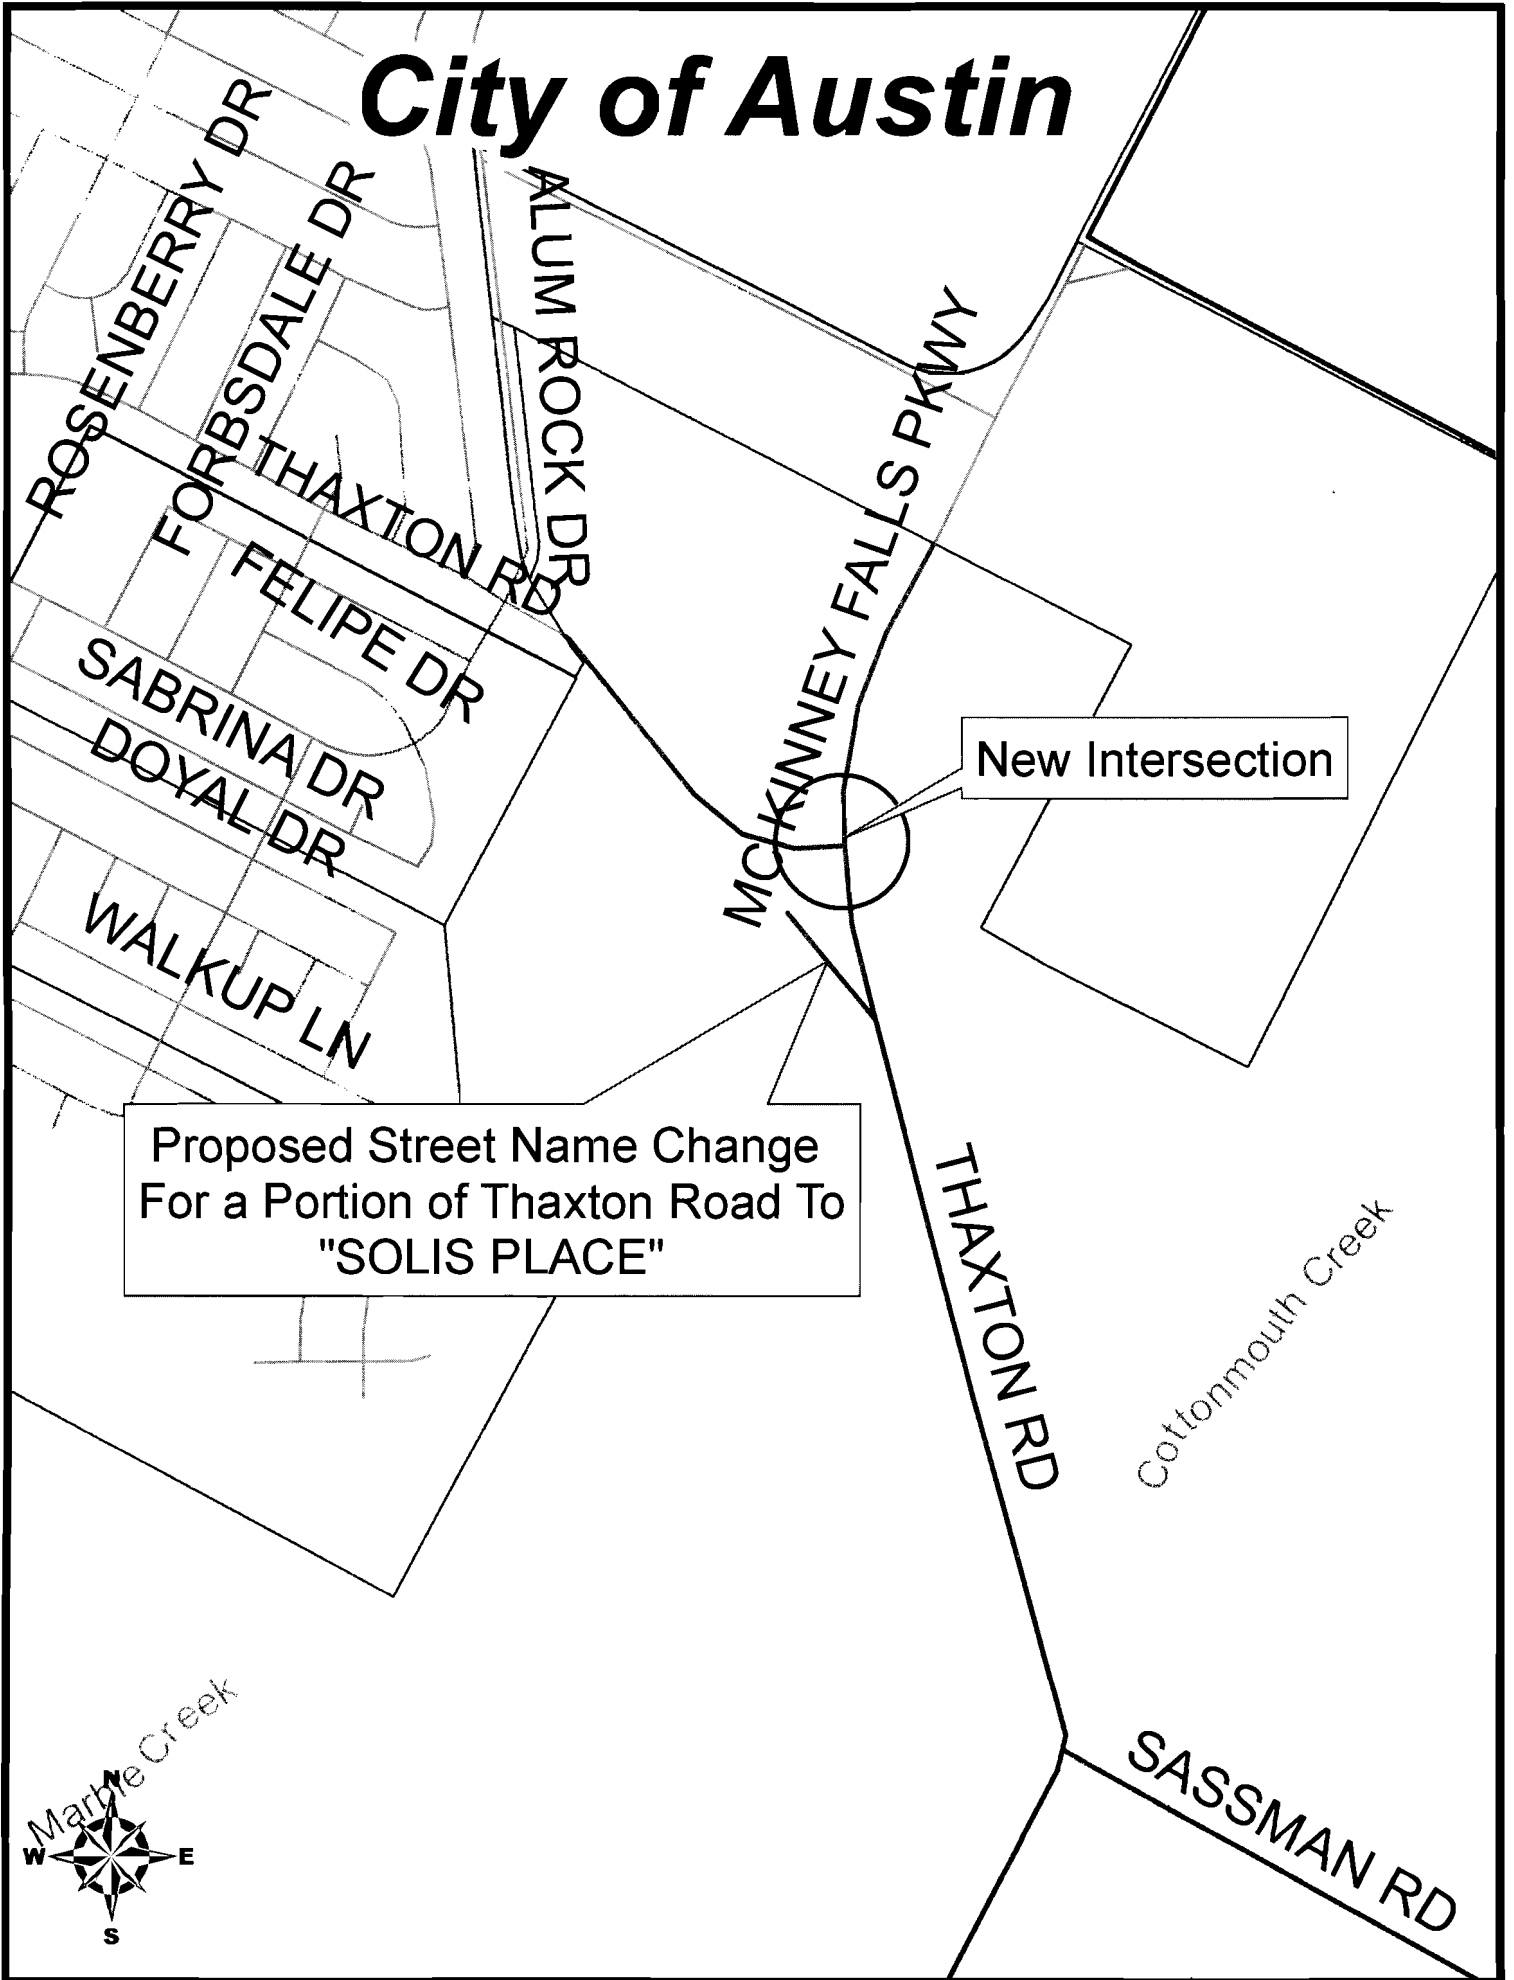 City of Austin
ROSENBERRY DR
FORBSDALE DR
ALUM ROCK DR
THAXTON RD
FELIPE DR
SABRINA DR
DOYAL DR
WALKUP LN
MC KINNEY FALLS PKWY
New Intersection
Proposed Street Name Change
For a Portion of Thaxton Road To
"SOLIS PLACE"
THAXTON RD
Cottonmouth Creek
Marble Creek
SASSMAN RD
N
W
E
S